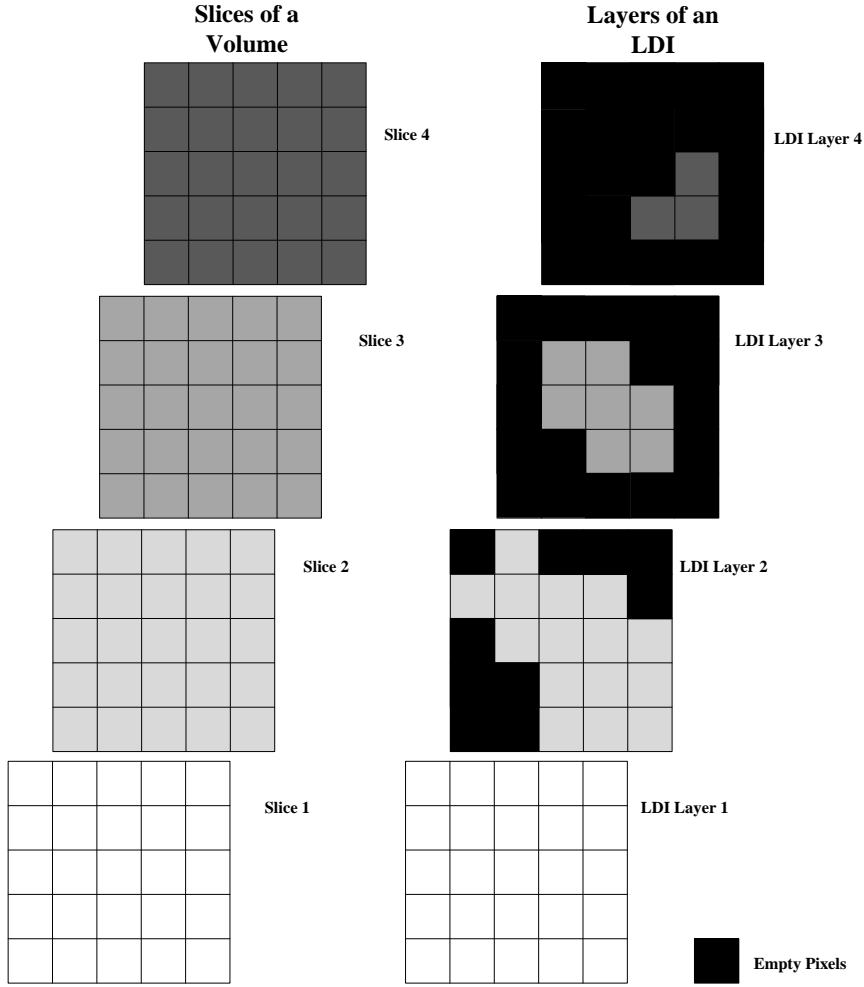 Slices of a
Volume
Layers of an
LDI
Slice 4
LDI Layer 4
Slice 3
LDI Layer 3
Slice 2
LDI Layer 2
Slice 1
LDI Layer 1
Empty Pixels